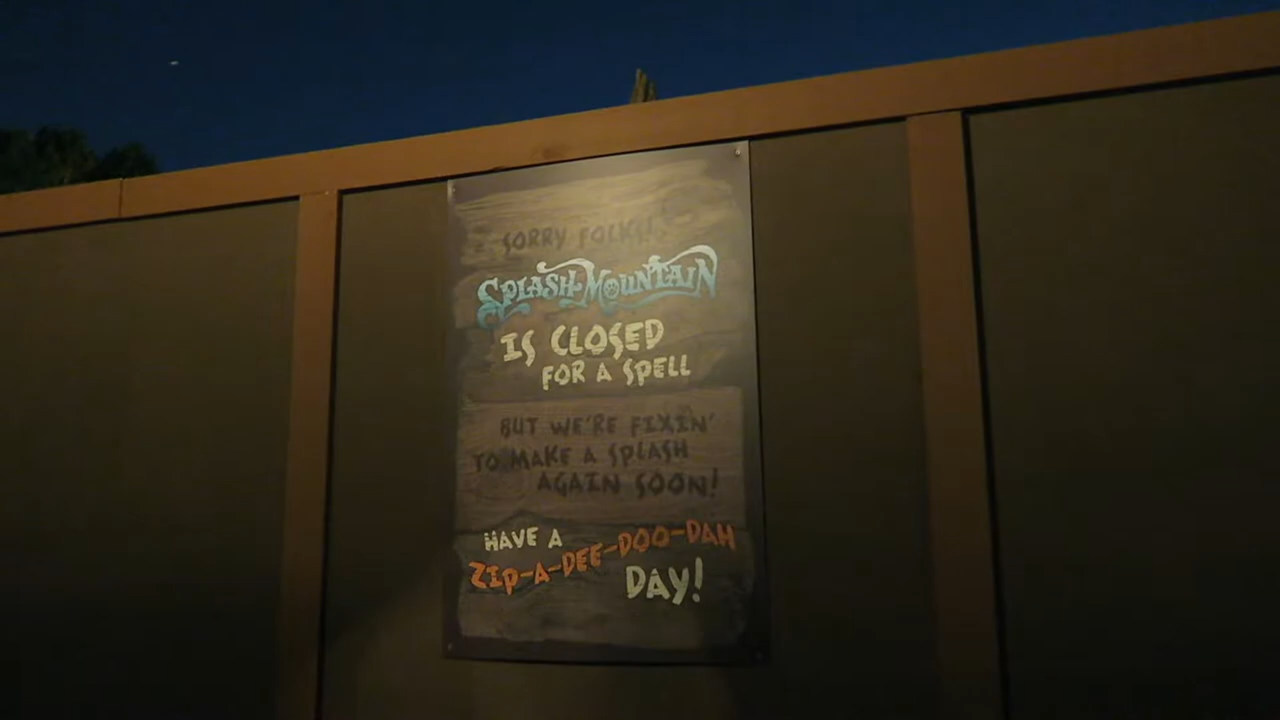 SORRY FOLKS!
SPLASH MOUNTAIN
IS CLOSED
FOR A SPELL
BUT WE'RE FIXIN'
TO MAKE A SPLASH
AGAIN SOON!
HAVE A
ZIP-A-DEE-DOO-DAH
DAY!